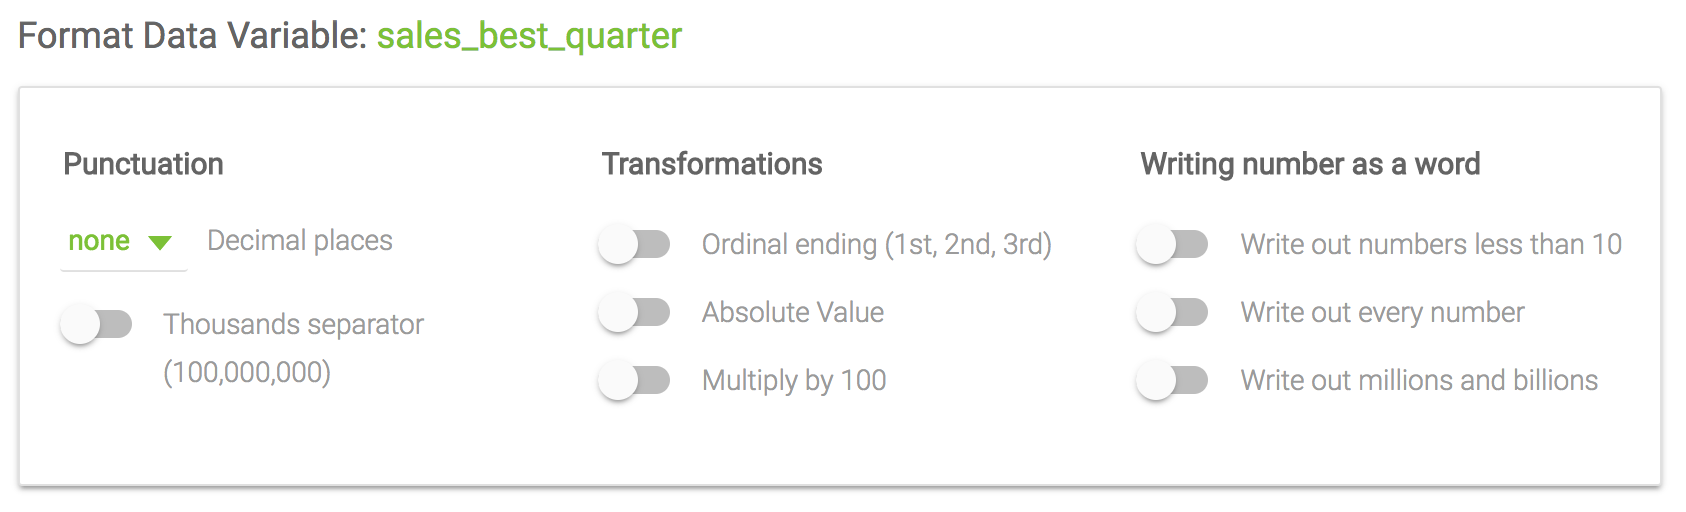 Format Data Variable: sales_best_quarter
Punctuation
none Decimal places
Thousands separator
(100,000,000)
Transformations
Ordinal ending (1st, 2nd, 3rd)
Absolute Value
Multiply by 100
Writing number as a word
Write out numbers less than 10
Write out every number
Write out millions and billions